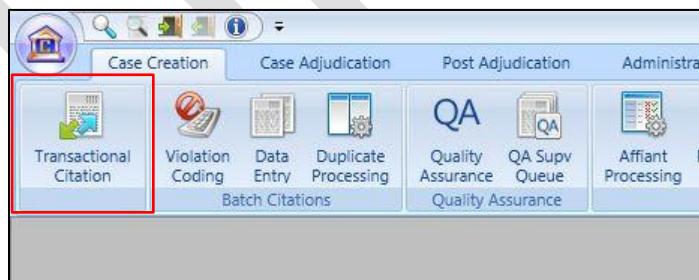 Case Creation Case Adjudication Post Adjudication
Transactional
Citation
Violation
Coding
Data
Entry
Duplicate
Processing
Batch Citations
QA
Quality
Assurance
QA
QA Supv
Queue
Quality Assurance
Affiant
Processing